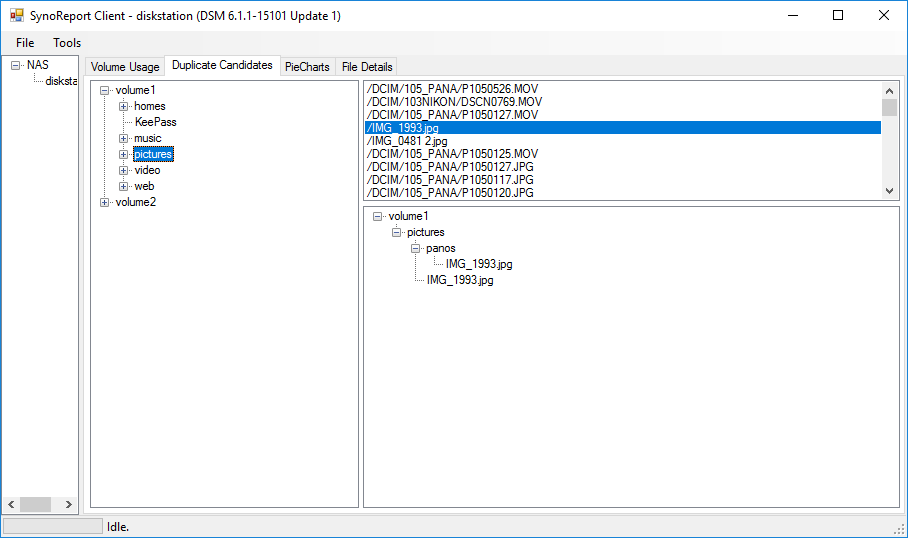 SynoReport Client - diskstation (DSM 6.1.1-15101 Update 1)
File Tools
NAS
disksta
Volume Usage Duplicate Candidates PieCharts File Details
volume1
homes
KeePass
music
pictures
video
web
volume2
/DCIM/105_PANA/P1050526.MOV
/DCIM/103NIKON/DSCN0769.MOV
/DCIM/105_PANA/P1050127.MOV
/IMG_1993.jpg
/IMG_0481 2.jpg
/DCIM/105_PANA/P1050125.MOV
/DCIM/105_PANA/P1050127.JPG
/DCIM/105_PANA/P1050117.JPG
/DCIM/105_PANA/P1050120.JPG
volume1
pictures
panos
IMG_1993.jpg
IMG_1993.jpg
Idle.